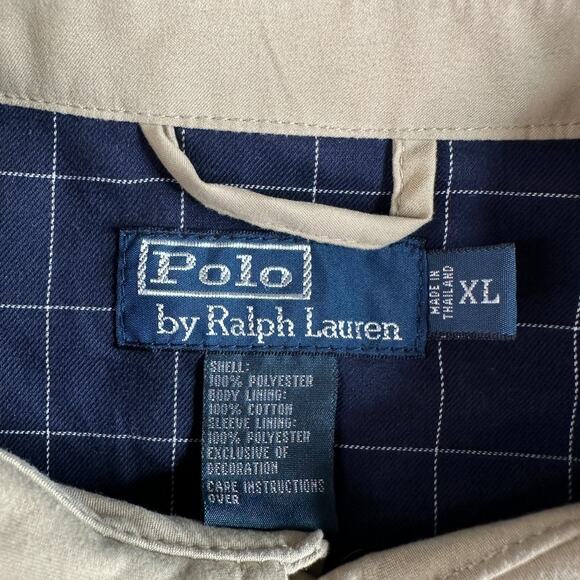 Polo
by Ralph Lauren
MADE IN
THAILAND
XL
SHELL:
100% POLYESTER
BODY LINING:
100% COTTON
SLEEVE LINING:
100% POLYESTER
EXCLUSIVE OF
DECORATION
CARE INSTRUCTIONS
OVER